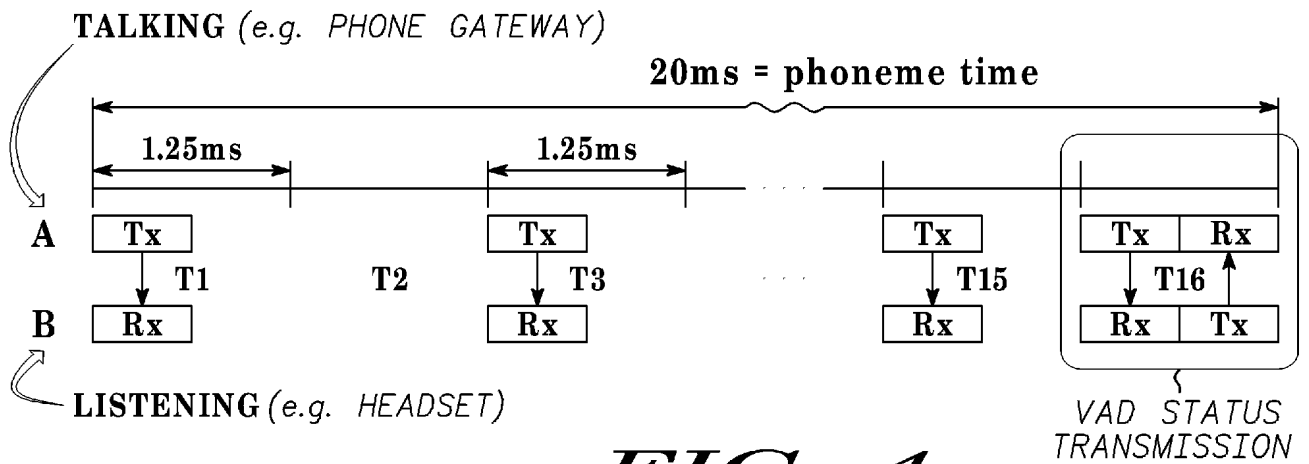 TALKING (e.g. PHONE GATEWAY)
20ms = phoneme time
1.25ms 1.25ms
A Tx Tx Tx Tx Rx
T1 T2 T3 T15 T16
B Rx Rx Rx Rx Tx
LISTENING (e.g. HEADSET)
VAD STATUS
TRANSMISSION